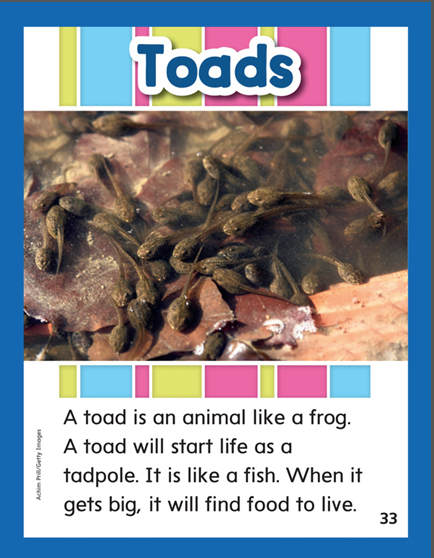 Toads
A toad is an animal like a frog.
A toad will start life as a
tadpole. It is like a fish. When it
gets big, it will find food to live.
Achim Prill/Getty Images
33